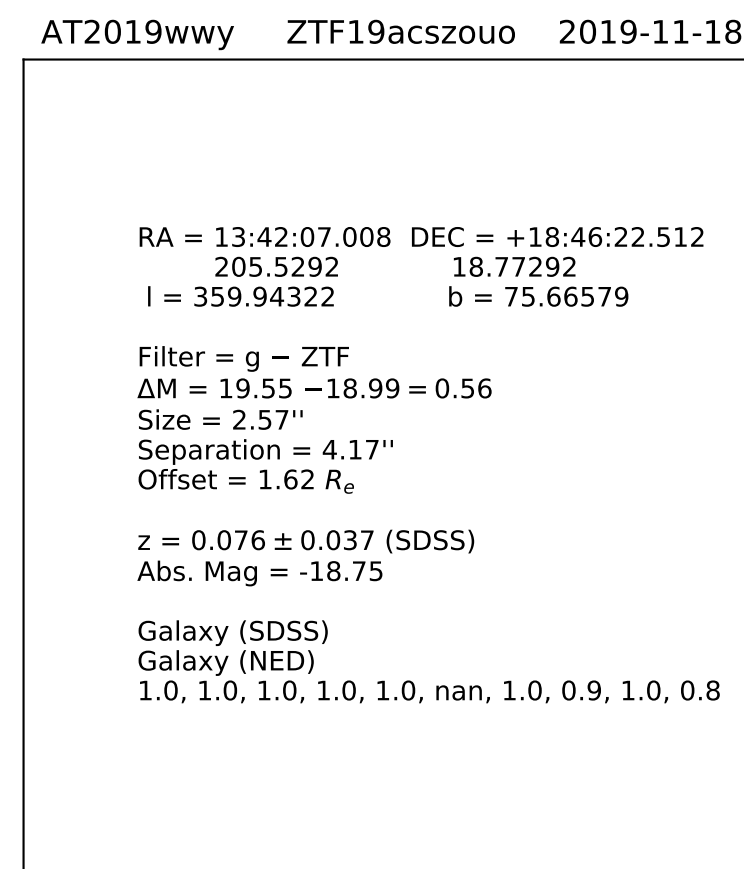 AT2019wwy ZTF19acszouo 2019-11-18
RA = 13:42:07.008 DEC = +18:46:22.512
205.5292 18.77292
l = 359.94322 b = 75.66579
Filter = g − ZTF
ΔM = 19.55 −18.99 = 0.56
Size = 2.57''
Separation = 4.17''
Offset = 1.62 Rₑ
z = 0.076 ± 0.037 (SDSS)
Abs. Mag = -18.75
Galaxy (SDSS)
Galaxy (NED)
1.0, 1.0, 1.0, 1.0, 1.0, nan, 1.0, 0.9, 1.0, 0.8